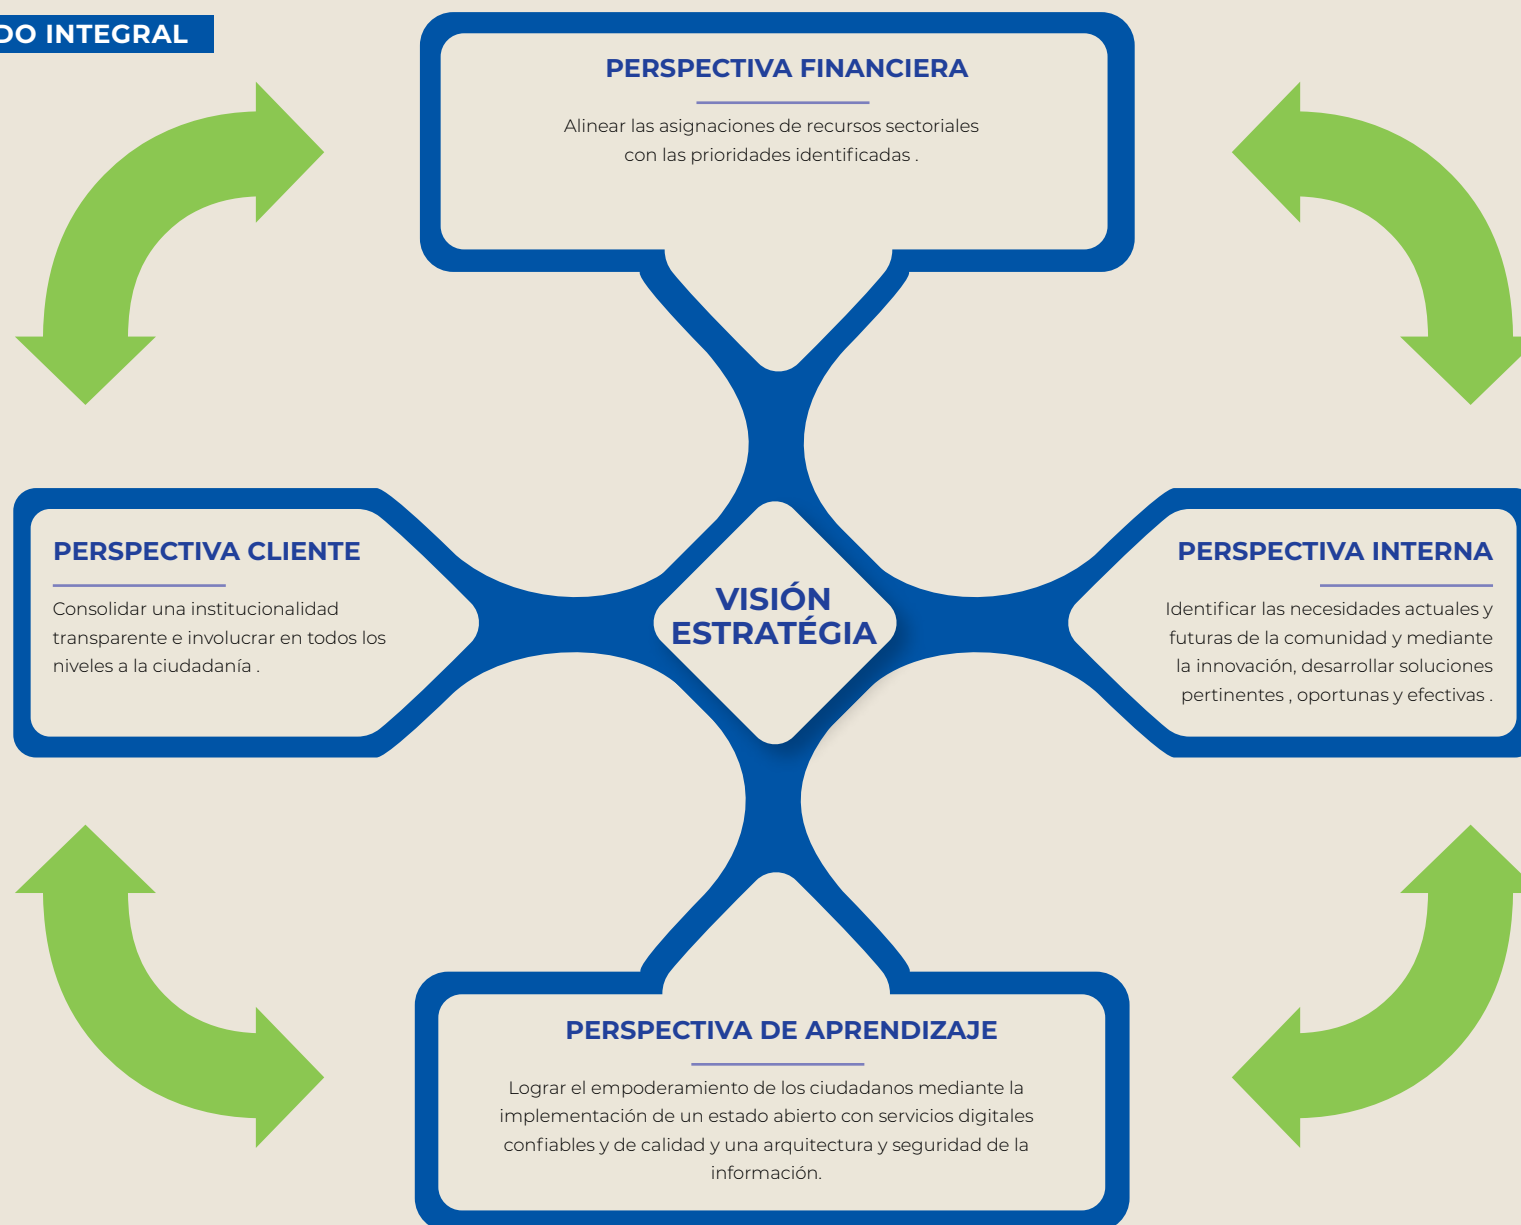 DO INTEGRAL
PERSPECTIVA FINANCIERA
Alinear las asignaciones de recursos sectoriales
con las prioridades identificadas .
PERSPECTIVA CLIENTE
Consolidar una institucionalidad
transparente e involucrar en todos los
niveles a la ciudadanía .
VISIÓN
ESTRATÉGIA
PERSPECTIVA INTERNA
Identificar las necesidades actuales y
futuras de la comunidad y mediante
la innovación, desarrollar soluciones
pertinentes , oportunas y efectivas .
PERSPECTIVA DE APRENDIZAJE
Lograr el empoderamiento de los ciudadanos mediante la
implementación de un estado abierto con servicios digitales
confiables y de calidad y una arquitectura y seguridad de la
información.